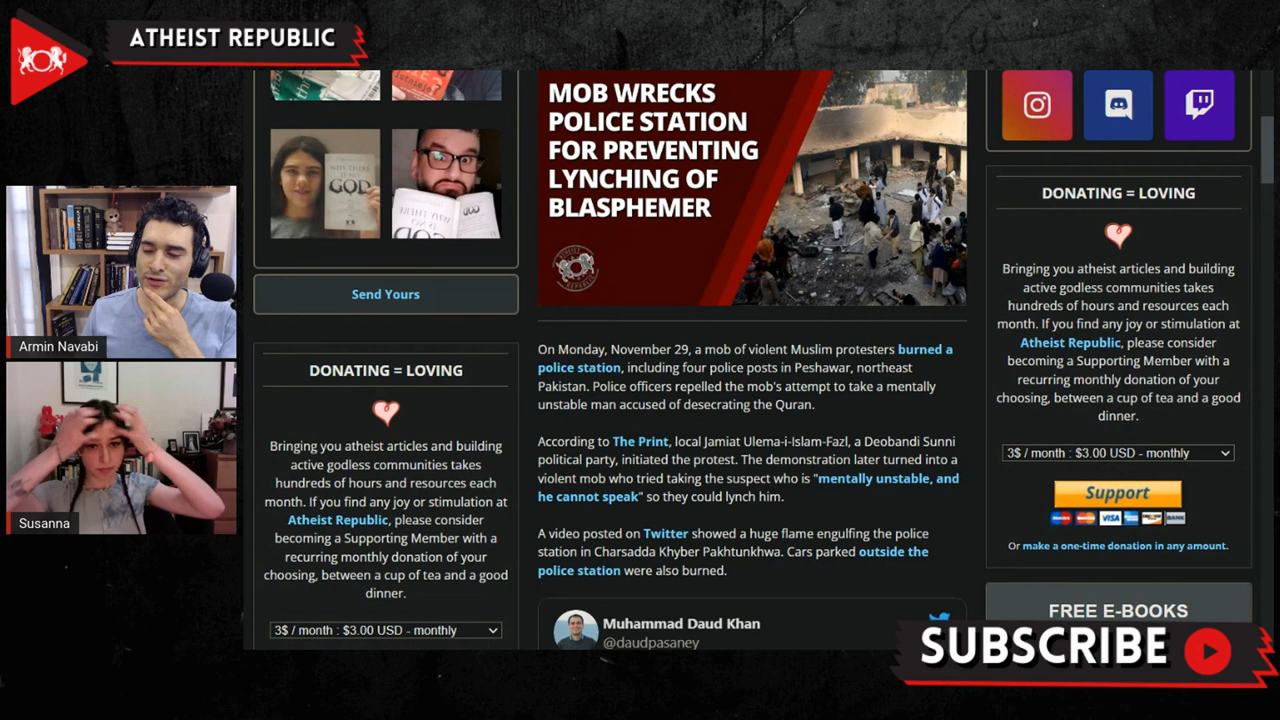 ATHEIST REPUBLIC
MOB WRECKS
POLICE STATION
FOR PREVENTING
LYNCHING OF
BLASPHEMER
GOD
Send Yours
DONATING = LOVING
Bringing you atheist articles and building
active godless communities takes
hundreds of hours and resources each
month. If you find any joy or stimulation at
Atheist Republic, please consider
becoming a Supporting Member with a
recurring monthly donation of your
choosing, between a cup of tea and a good
dinner.
3$ / month : $3.00 USD - monthly
On Monday, November 29, a mob of violent Muslim protesters burned a
police station, including four police posts in Peshawar, northeast
Pakistan. Police officers repelled the mob's attempt to take a mentally
unstable man accused of desecrating the Quran.
According to The Print, local Jamiat Ulema-i-Islam-Fazl, a Deobandi Sunni
political party, initiated the protest. The demonstration later turned into a
violent mob who tried taking the suspect who is "mentally unstable, and
he cannot speak" so they could lynch him.
A video posted on Twitter showed a huge flame engulfing the police
station in Charsadda Khyber Pakhtunkhwa. Cars parked outside the
police station were also burned.
Muhammad Daud Khan
@daudpasaney
DONATING = LOVING
Bringing you atheist articles and building
active godless communities takes
hundreds of hours and resources each
month. If you find any joy or stimulation at
Atheist Republic, please consider
becoming a Supporting Member with a
recurring monthly donation of your
choosing, between a cup of tea and a good
dinner.
3$ / month : $3.00 USD - monthly
Support
VISA
BANK
Or make a one-time donation in any amount.
FREE E-BOOKS
Armin Navabi
Susanna
SUBSCRIBE